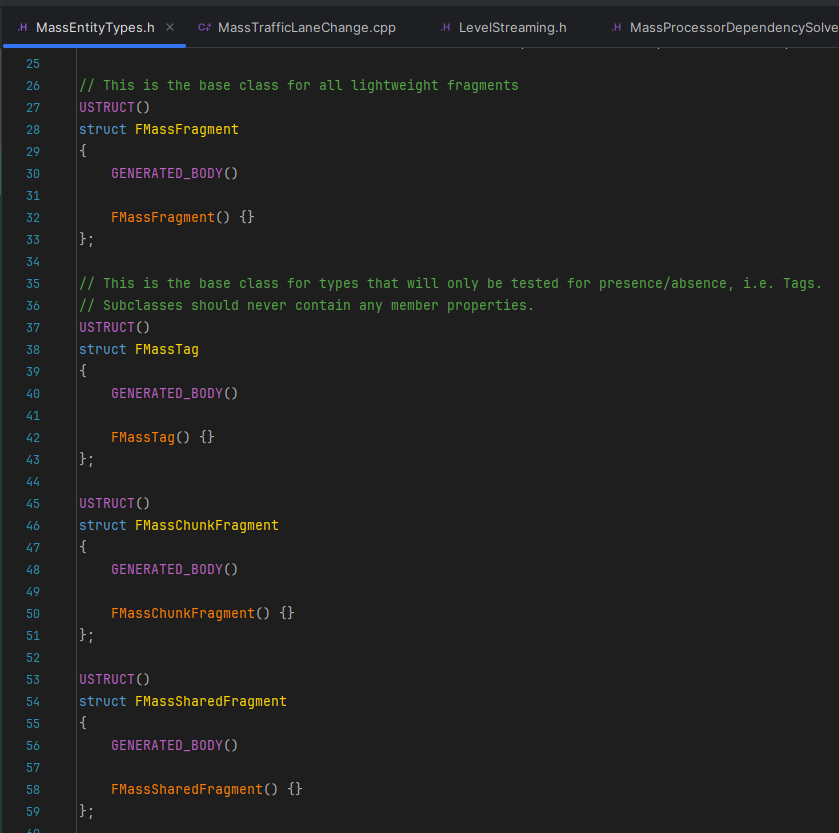 .H MassEntityTypes.h × C++ MassTrafficLaneChange.cpp .H LevelStreaming.h .H MassProcessorDependencySolve
25
26 // This is the base class for all lightweight fragments
27 USTRUCT()
28 struct FMassFragment
29 {
30 GENERATED_BODY()
31
32 FMassFragment() {}
33 };
34
35 // This is the base class for types that will only be tested for presence/absence, i.e. Tags.
36 // Subclasses should never contain any member properties.
37 USTRUCT()
38 struct FMassTag
39 {
40 GENERATED_BODY()
41
42 FMassTag() {}
43 };
44
45 USTRUCT()
46 struct FMassChunkFragment
47 {
48 GENERATED_BODY()
49
50 FMassChunkFragment() {}
51 };
52
53 USTRUCT()
54 struct FMassSharedFragment
55 {
56 GENERATED_BODY()
57
58 FMassSharedFragment() {}
59 };